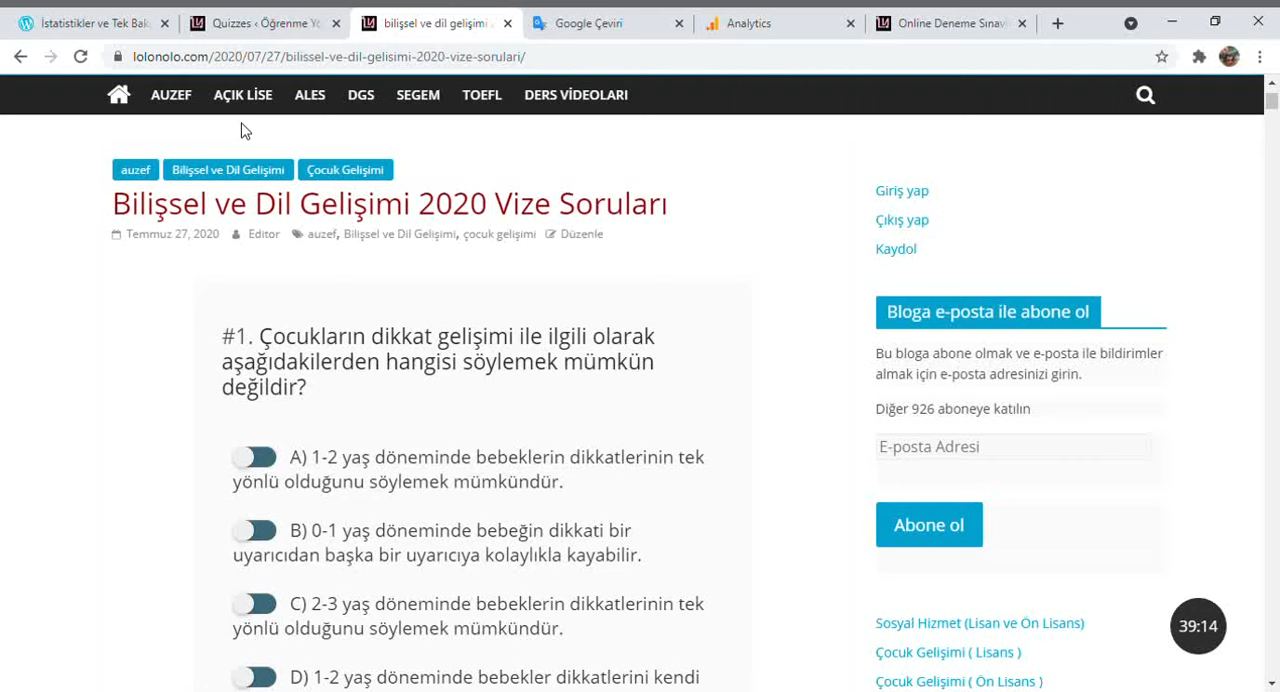 İstatistikler ve Tek Bak
Quizzes ‹ Öğrenme Yö
bilişsel ve dil gelişimi
Google Çeviri
Analytics
Online Deneme Sınavı
lolonolo.com/2020/07/27/bilissel-ve-dil-gelisimi-2020-vize-sorulari/
AUZEF AÇIK LİSE ALES DGS SEGEM TOEFL DERS VİDEOLARI
auzef Bilişsel ve Dil Gelişimi Çocuk Gelişimi
Bilişsel ve Dil Gelişimi 2020 Vize Soruları
Temmuz 27, 2020 Editor auzef, Bilişsel ve Dil Gelişimi, çocuk gelişimi Düzenle
#1. Çocukların dikkat gelişimi ile ilgili olarak
aşağıdakilerden hangisi söylemek mümkün
değildir?
A) 1-2 yaş döneminde bebeklerin dikkatlerinin tek
yönlü olduğunu söylemek mümkündür.
B) 0-1 yaş döneminde bebeğin dikkati bir
uyarıcıdan başka bir uyarıcıya kolaylıkla kayabilir.
C) 2-3 yaş döneminde bebeklerin dikkatlerinin tek
yönlü olduğunu söylemek mümkündür.
D) 1-2 yaş döneminde bebekler dikkatlerini kendi
Giriş yap
Çıkış yap
Kaydol
Bloga e-posta ile abone ol
Bu bloga abone olmak ve e-posta ile bildirimler
almak için e-posta adresinizi girin.
Diğer 926 aboneye katılın
E-posta Adresi
Abone ol
Sosyal Hizmet (Lisan ve Ön Lisans)
Çocuk Gelişimi ( Lisans )
Çocuk Gelişimi ( Ön Lisans )
39:14